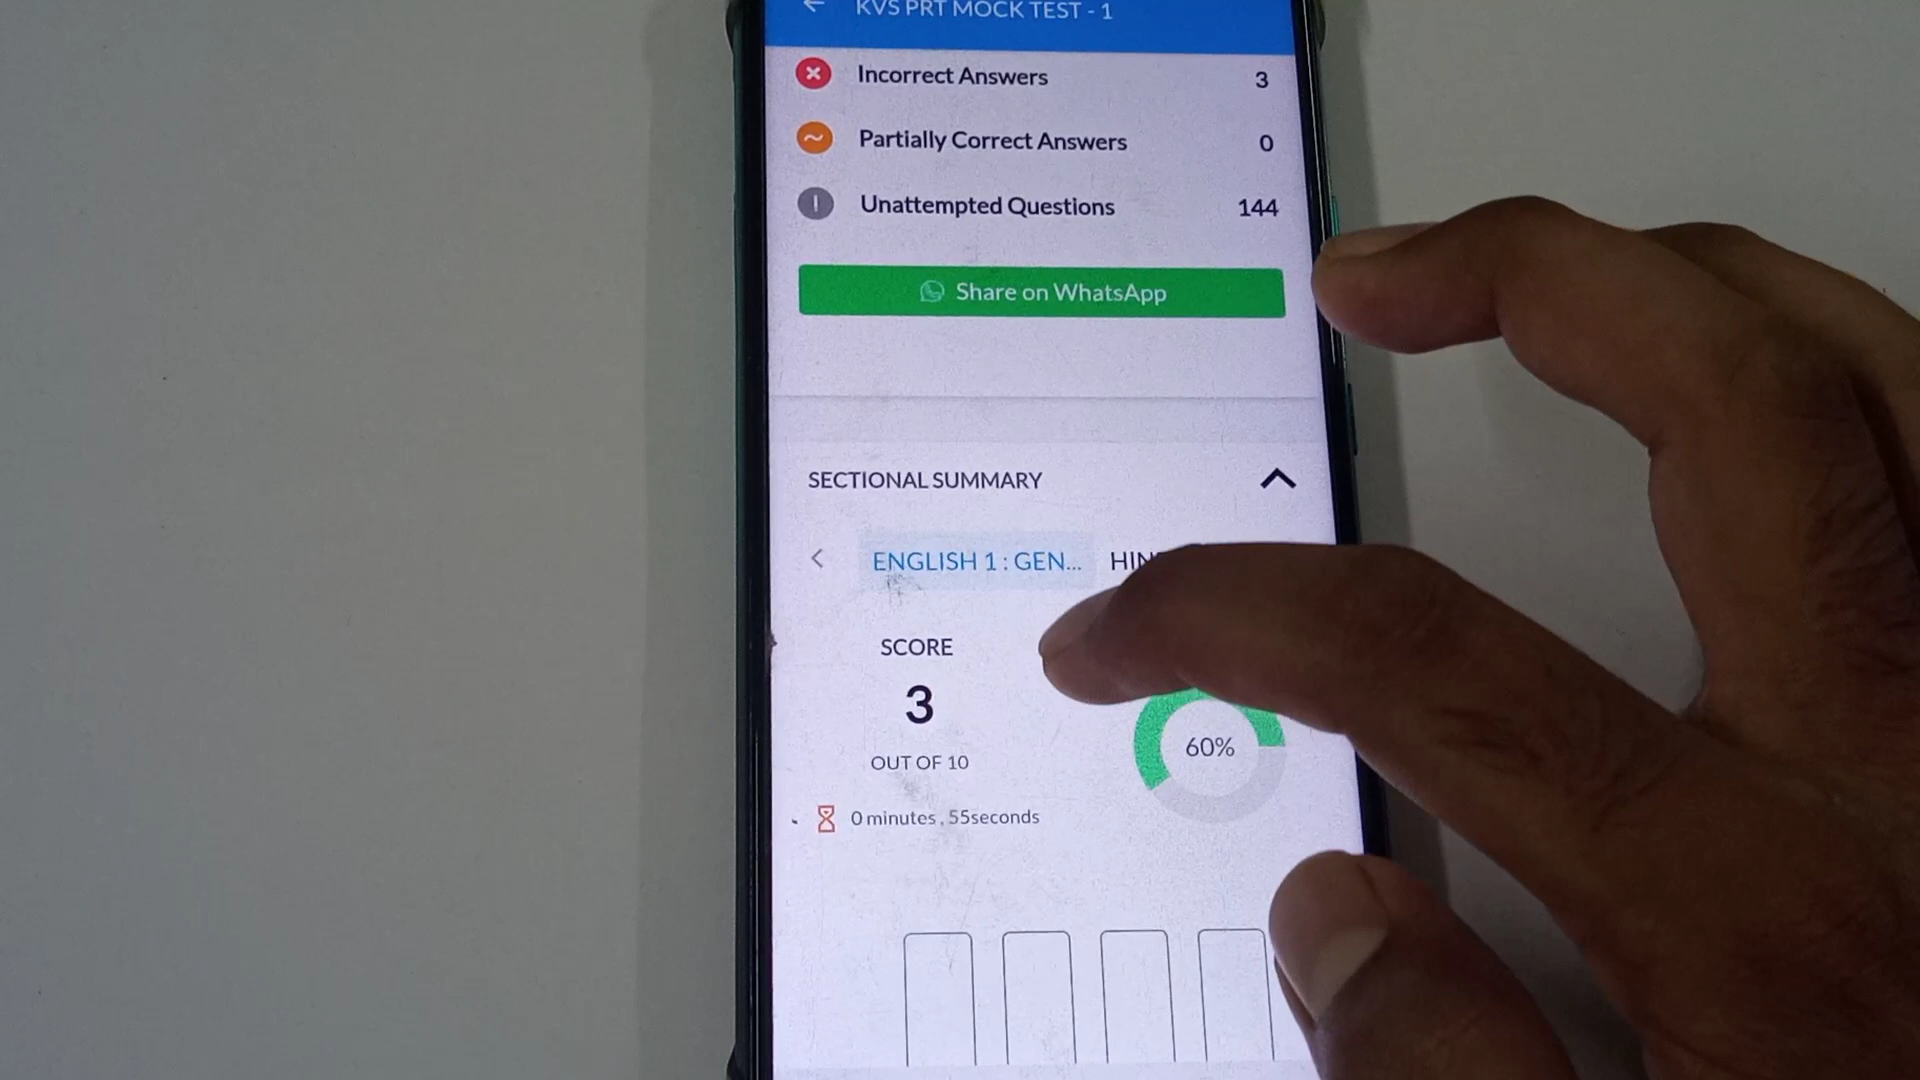 KVS PRT MOCK TEST - 1
Incorrect Answers 3
Partially Correct Answers 0
Unattempted Questions 144
Share on WhatsApp
SECTIONAL SUMMARY
ENGLISH 1 : GEN...
SCORE
3
60%
OUT OF 10
0 minutes , 55seconds